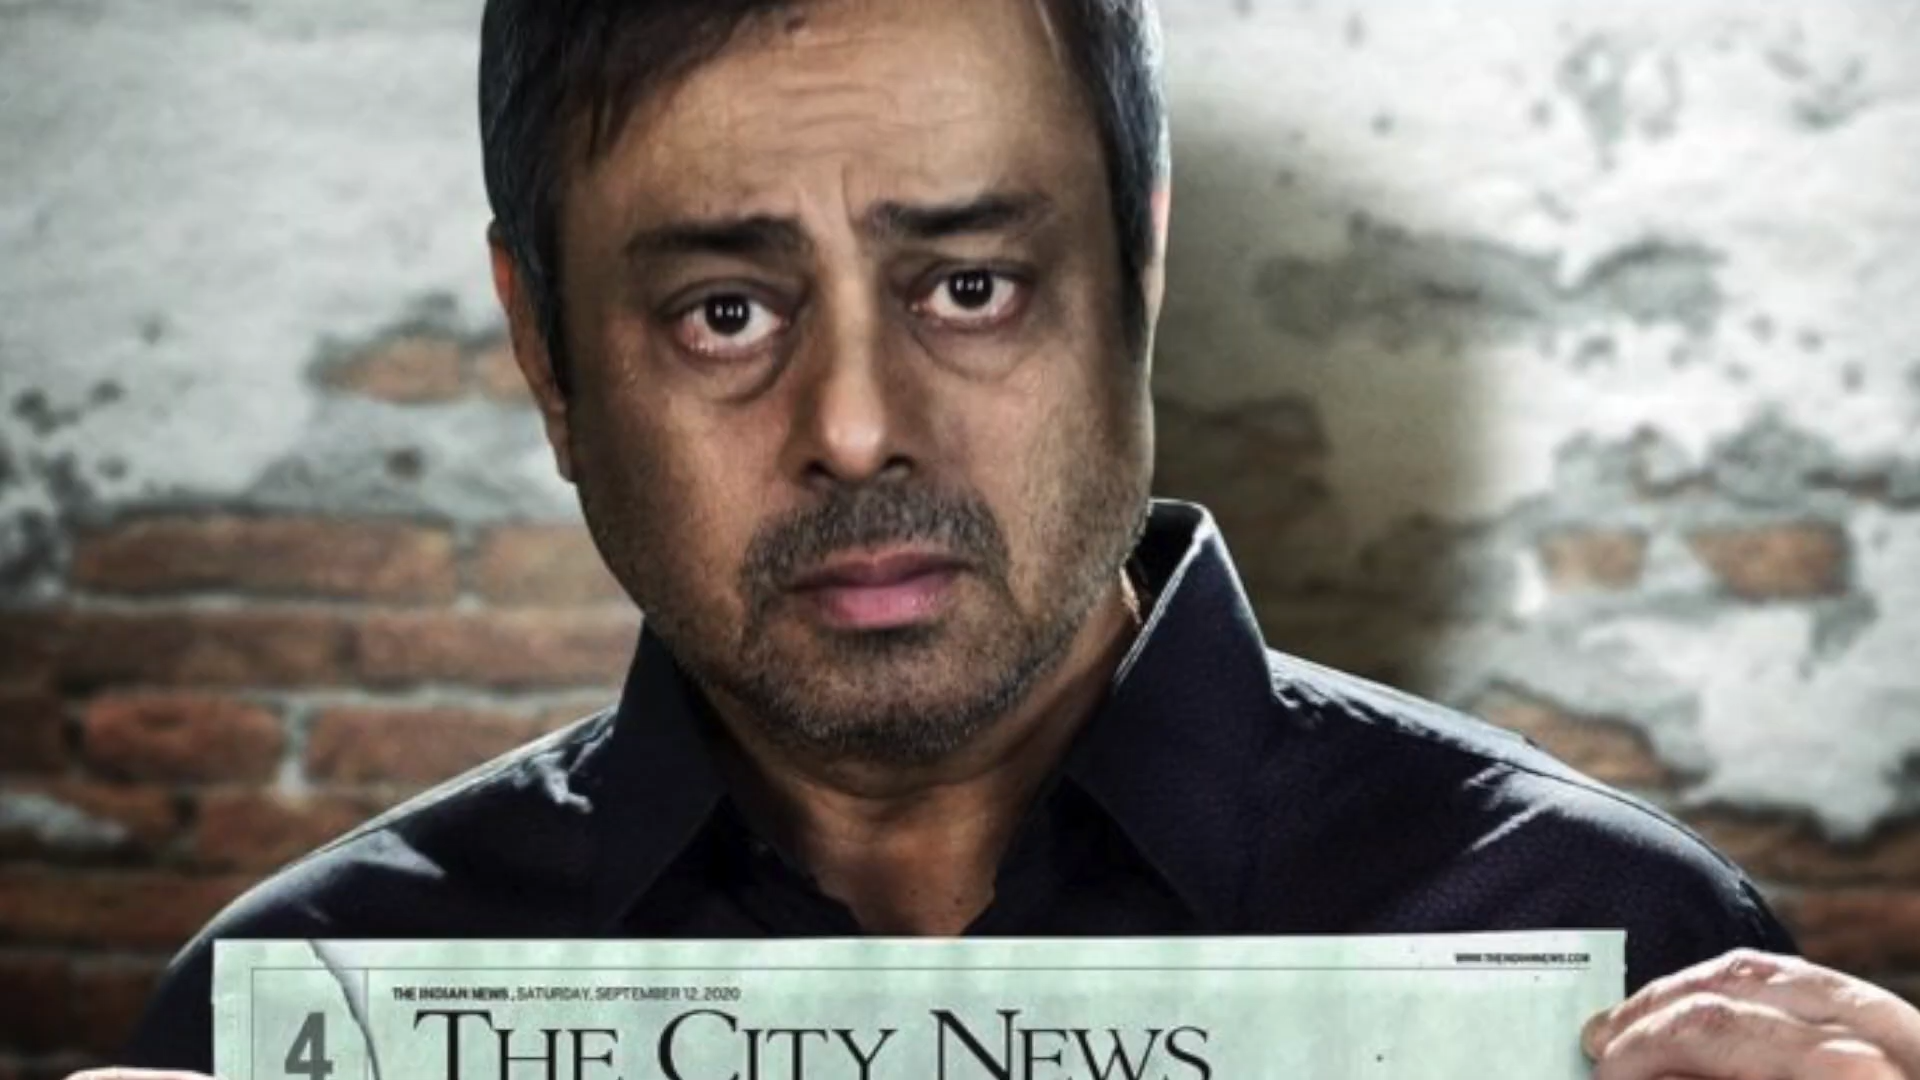 WWW.THEINDIANNEWS.COM
THE INDIAN NEWS, SATURDAY, SEPTEMBER 12, 2020
4
THE CITY NEWS